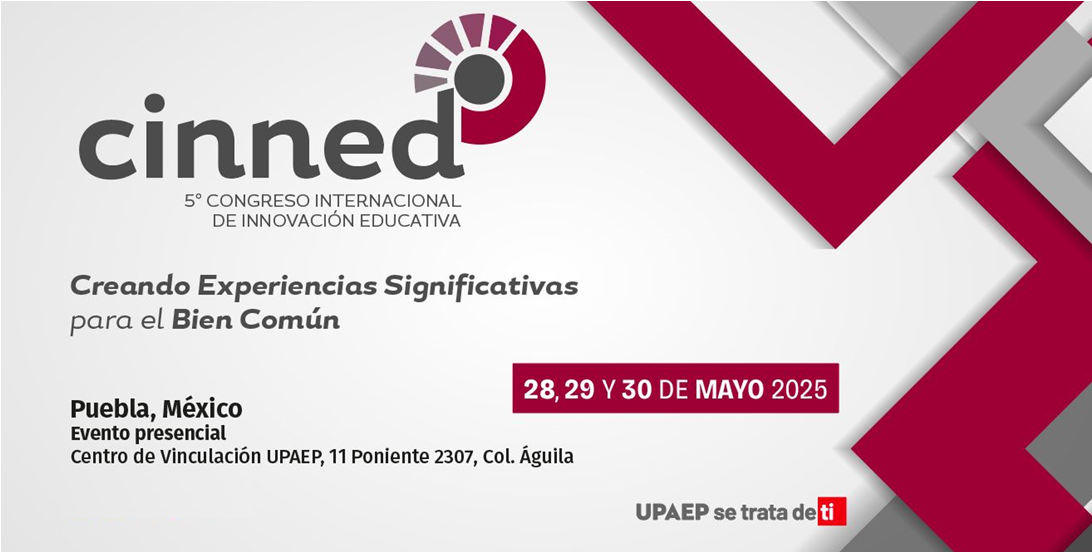 cinned
5° CONGRESO INTERNACIONAL
DE INNOVACIÓN EDUCATIVA
Creando Experiencias Significativas
para el Bien Común
28, 29 Y 30 DE MAYO 2025
Puebla, México
Evento presencial
Centro de Vinculación UPAEP, 11 Poniente 2307, Col. Águila
UPAEP se trata de ti